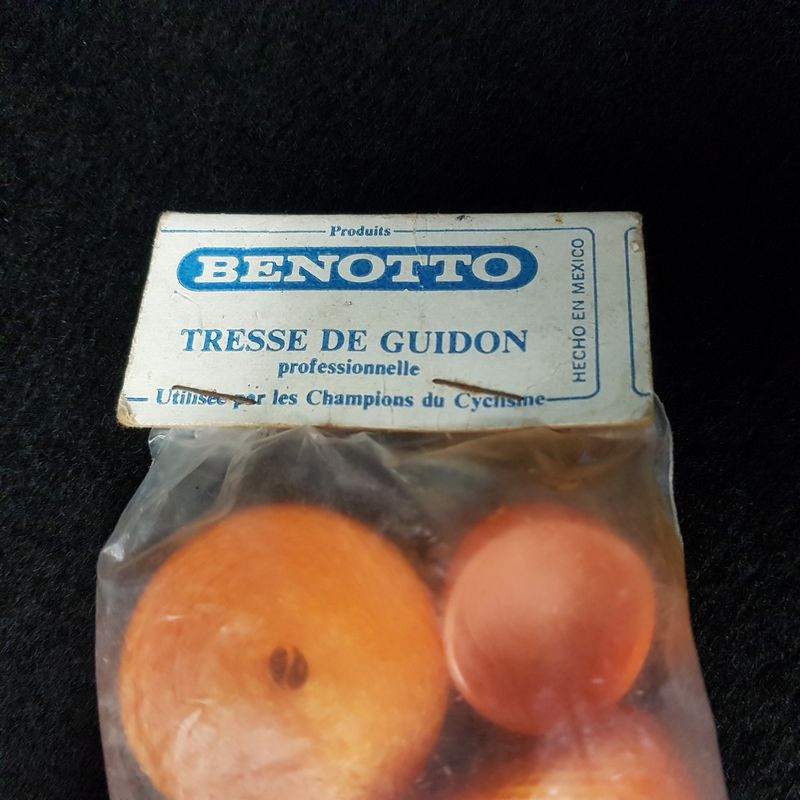 Produits
BENOTTO
TRESSE DE GUIDON
professionnelle
Utilisée par les Champions du Cyclisme
HECHO EN MEXICO